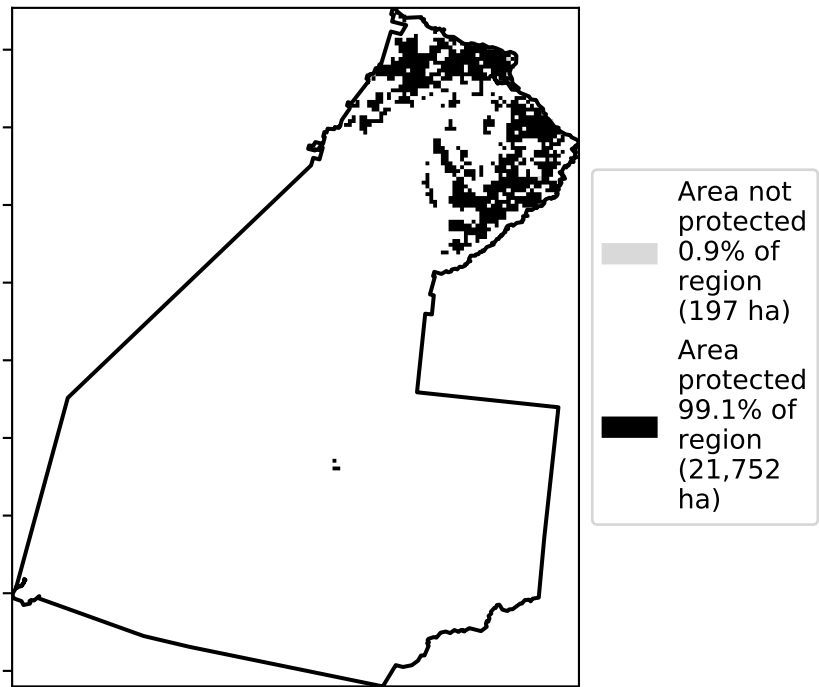 Area not
protected
0.9% of
region
(197 ha)
Area
protected
99.1% of
region
(21,752
ha)